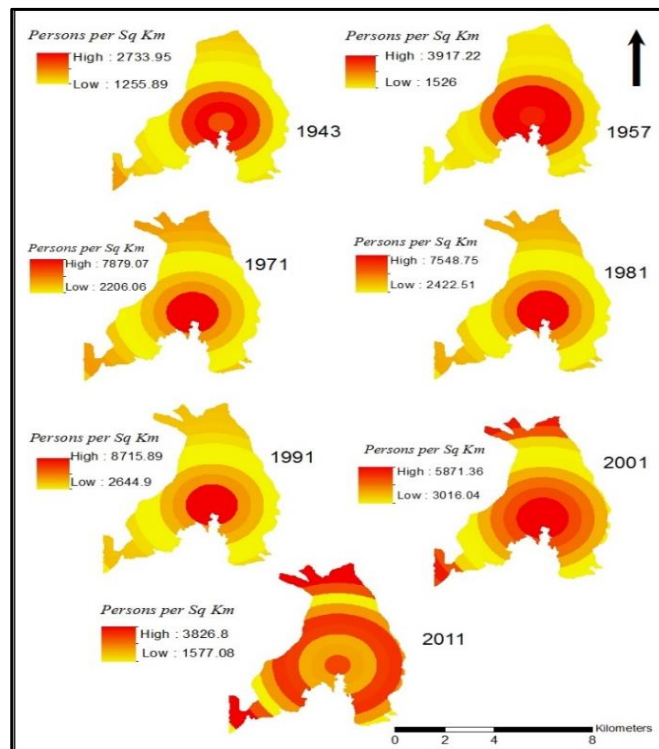 Persons per Sq Km
High : 2733.95
Low : 1255.89
1943
Persons per Sq Km
High : 3917.22
Low : 1526
1957
Persons per Sq Km
High : 7879.07
Low : 2206.06
1971
Persons per Sq Km
High : 7548.75
Low : 2422.51
1981
Persons per Sq Km
High : 8715.89
Low : 2644.9
1991
Persons per Sq Km
High : 5871.36
Low : 3016.04
2001
Persons per Sq Km
High : 3826.8
Low : 1577.08
2011
Kilometers
0 2 4 8